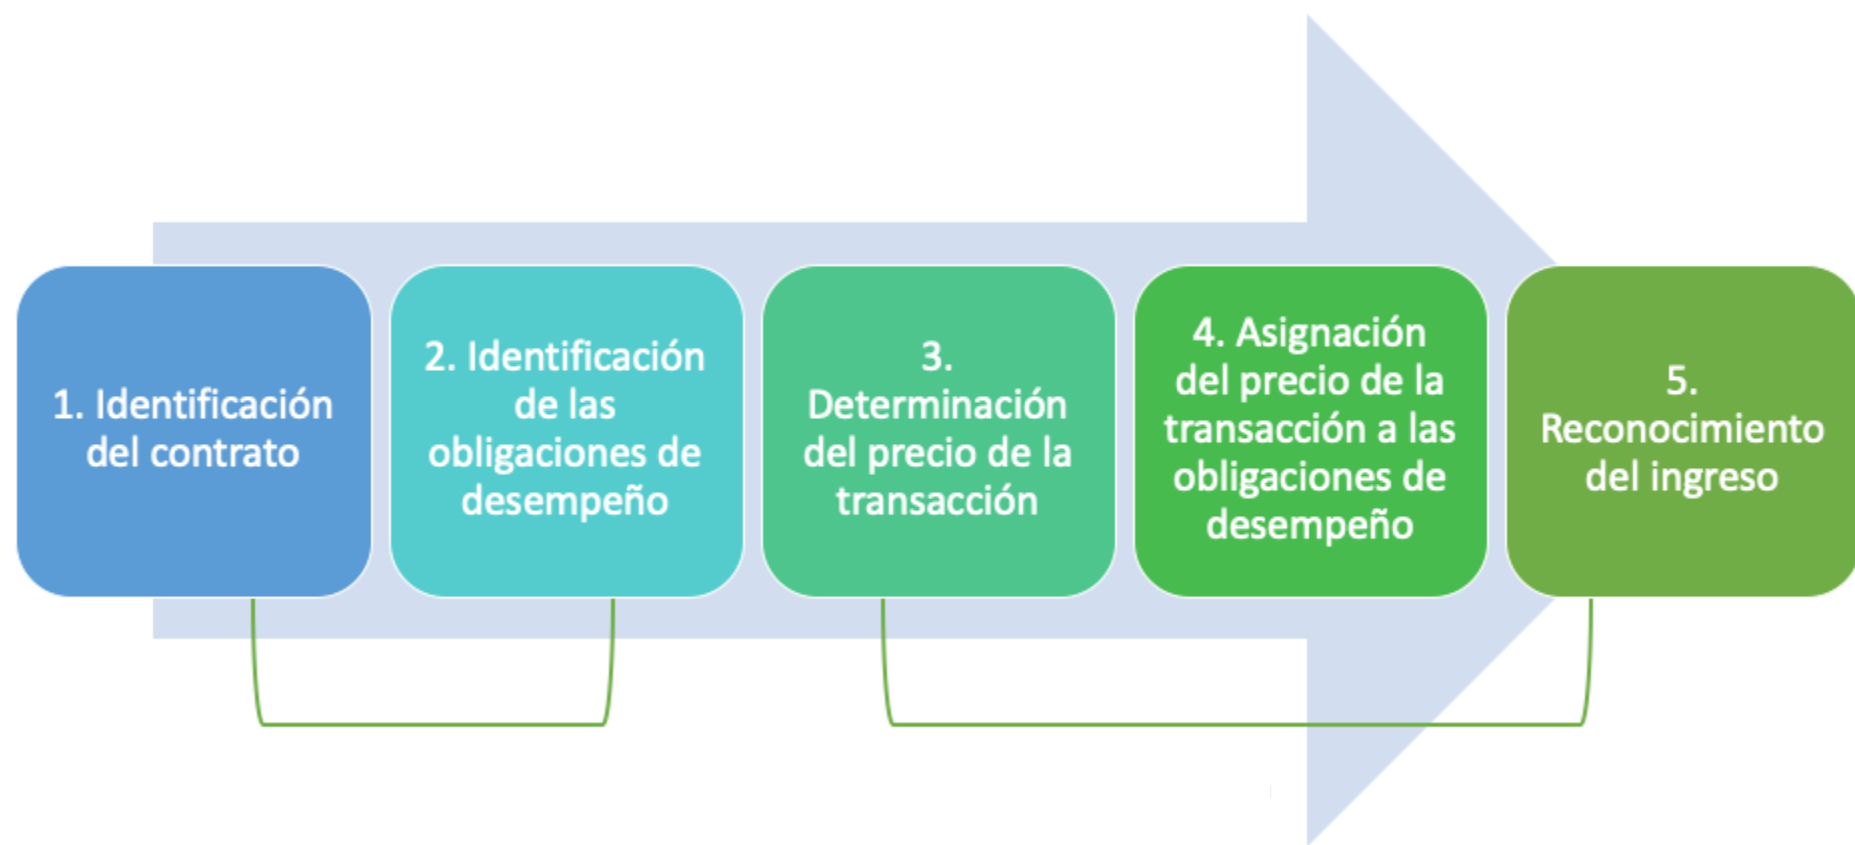 1. Identificación
del contrato
2. Identificación
de las
obligaciones de
desempeño
3.
Determinación
del precio de la
transacción
4. Asignación
del precio de la
transacción a las
obligaciones de
desempeño
5.
Reconocimiento
del ingreso